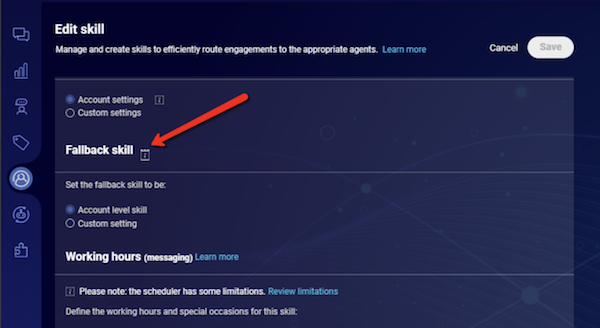 Edit skill
Manage and create skills to efficiently route engagements to the appropriate agents. Learn more
Cancel
Save
Account settings
Custom settings
Fallback skill
Set the fallback skill to be:
Account level skill
Custom setting
Working hours (messaging) Learn more
Please note: the scheduler has some limitations. Review limitations
Define the working hours and special occasions for this skill: